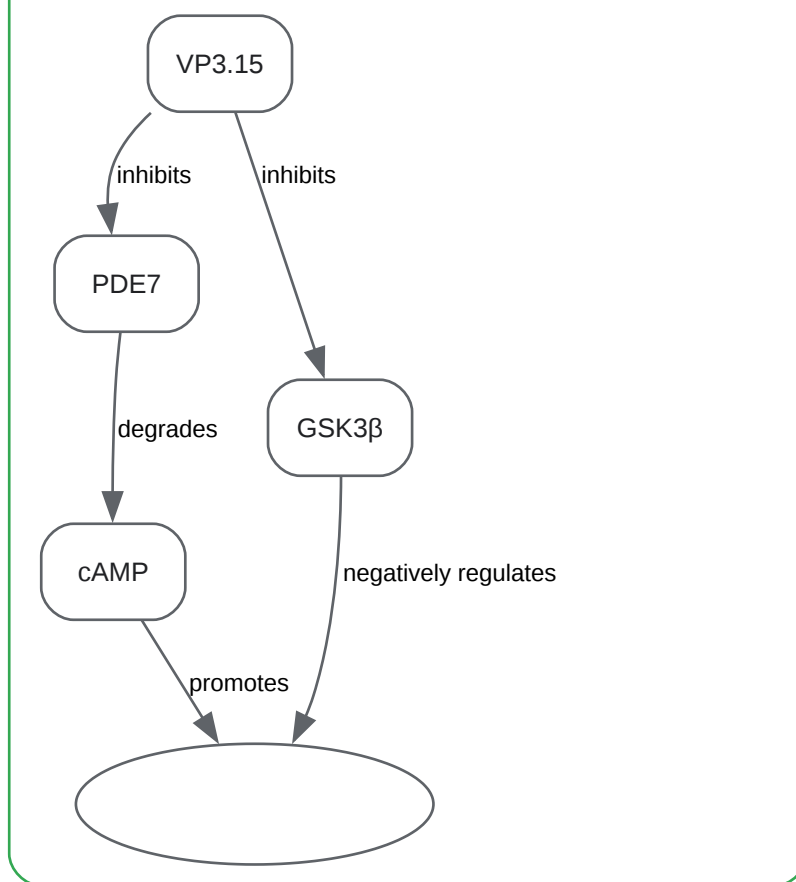 VP3.15
inhibits
inhibits
PDE7
GSK3β
degrades
cAMP
negatively regulates
promotes